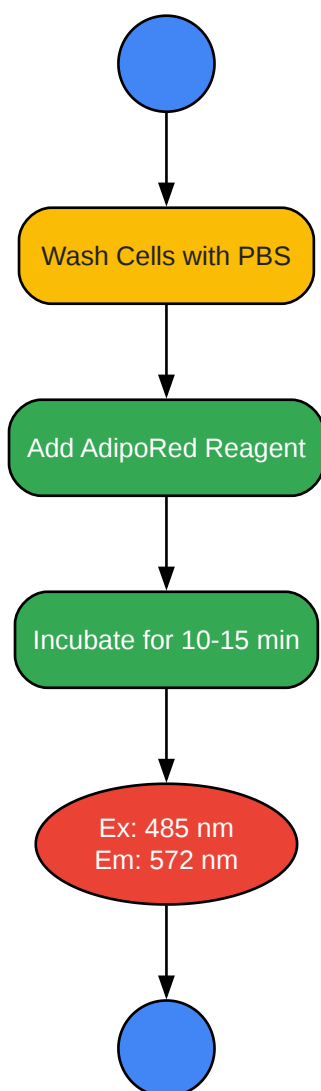 Wash Cells with PBS
Add AdipoRed Reagent
Incubate for 10-15 min
Ex: 485 nm
Em: 572 nm